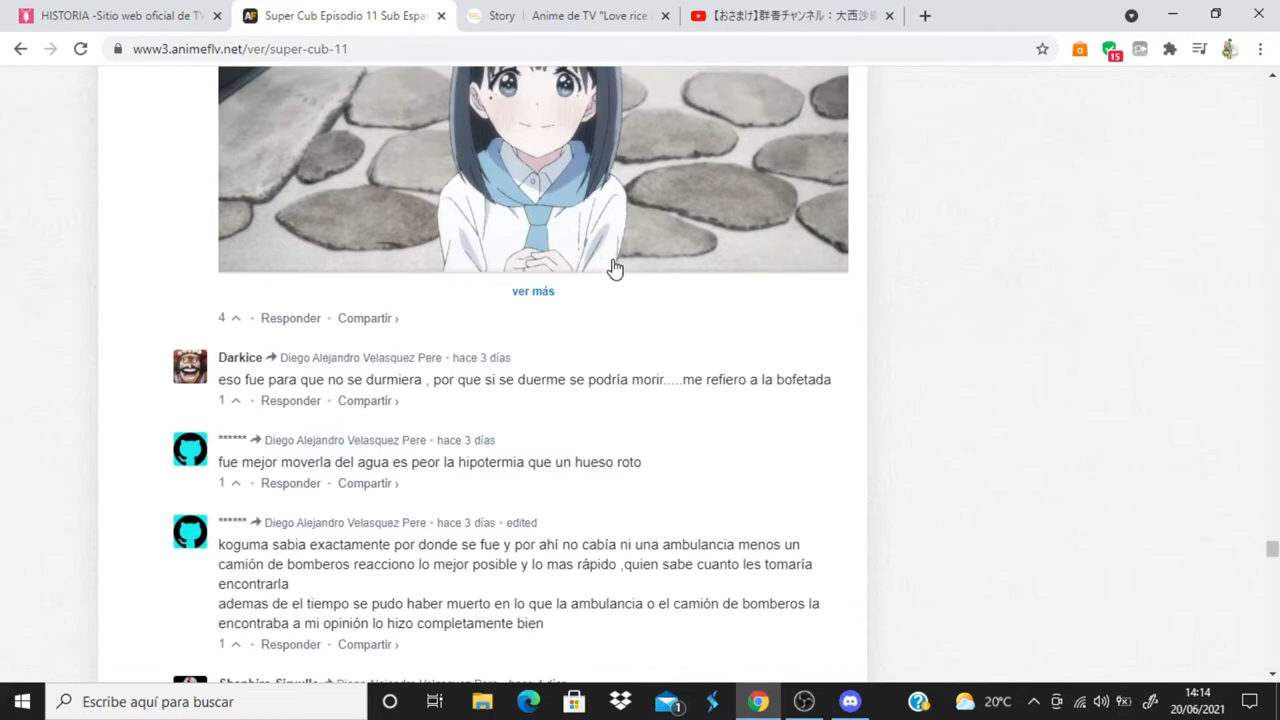 HISTORIA -Sitio web oficial de TV
Super Cub Episodio 11 Sub Espa
Story
Anime de TV "Love rice
【おさまけ】群青チャンネル：大西沙織
www3.animeflv.net/ver/super-cub-11
15
ver más
4 • Responder • Compartir ›
Darkice Diego Alejandro Velasquez Pere • hace 3 días
eso fue para que no se durmiera , por que si se duerme se podría morir.....me refiero a la bofetada
1 • Responder • Compartir ›
****** Diego Alejandro Velasquez Pere • hace 3 días
fue mejor moverla del agua es peor la hipotermia que un hueso roto
1 • Responder • Compartir ›
****** Diego Alejandro Velasquez Pere • hace 3 días • edited
koguma sabia exactamente por donde se fue y por ahí no cabía ni una ambulancia menos un
camión de bomberos reacciono lo mejor posible y lo mas rápido ,quien sabe cuanto les tomaría
encontrarla
ademas de el tiempo se pudo haber muerto en lo que la ambulancia o el camión de bomberos la
encontraba a mi opinión lo hizo completamente bien
1 • Responder • Compartir ›
Escribe aquí para buscar
1
20°C
14:14
20/06/2021